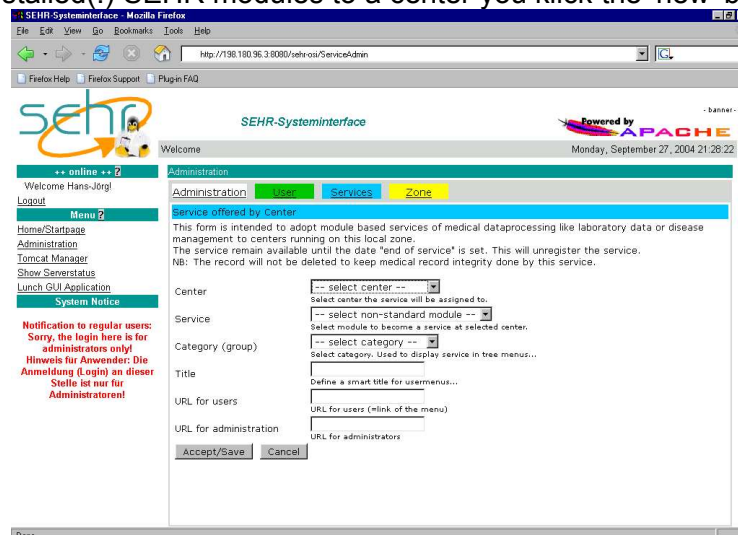 stalled(!) SEHR modules to a center you klick the 'new' b
SEHR-Systeminterface - Mozilla Firefox
File Edit View Go Bookmarks Tools Help
http://198.180.96.3:8080/sehr-osi/ServiceAdmin
G.
Firefox Help Firefox Support Plug-in FAQ
sehr
SEHR-Systeminterface
- banner -
Powered by
APACHE
Welcome
Monday, September 27, 2004 21:28:22
++ online ++ ?
Welcome Hans-Jörg!
Logout
Menu ?
Home/Startpage
Administration
Tomcat Manager
Show Serverstatus
Lunch GUI Application
System Notice
Notification to regular users:
Sorry, the login here is for
administrators only!
Hinweis für Anwender: Die
Anmeldung (Login) an dieser
Stelle ist nur für
Administratoren!
Administration
Administration User Services Zone
Service offered by Center
This form is intended to adopt module based services of medical dataprocessing like laboratory data or disease
management to centers running on this local zone.
The service remain available until the date "end of service" is set. This will unregister the service.
NB: The record will not be deleted to keep medical record integrity done by this service.
Center -- select center --
Select center the service will be assigned to.
Service -- select non-standard module --
Select module to become a service at selected center.
Category (group) -- select category --
Select category. Used to display service in tree menus...
Title
Define a smart title for usermenus...
URL for users
URL for users (=link of the menu)
URL for administration
URL for administrators
Accept/Save Cancel